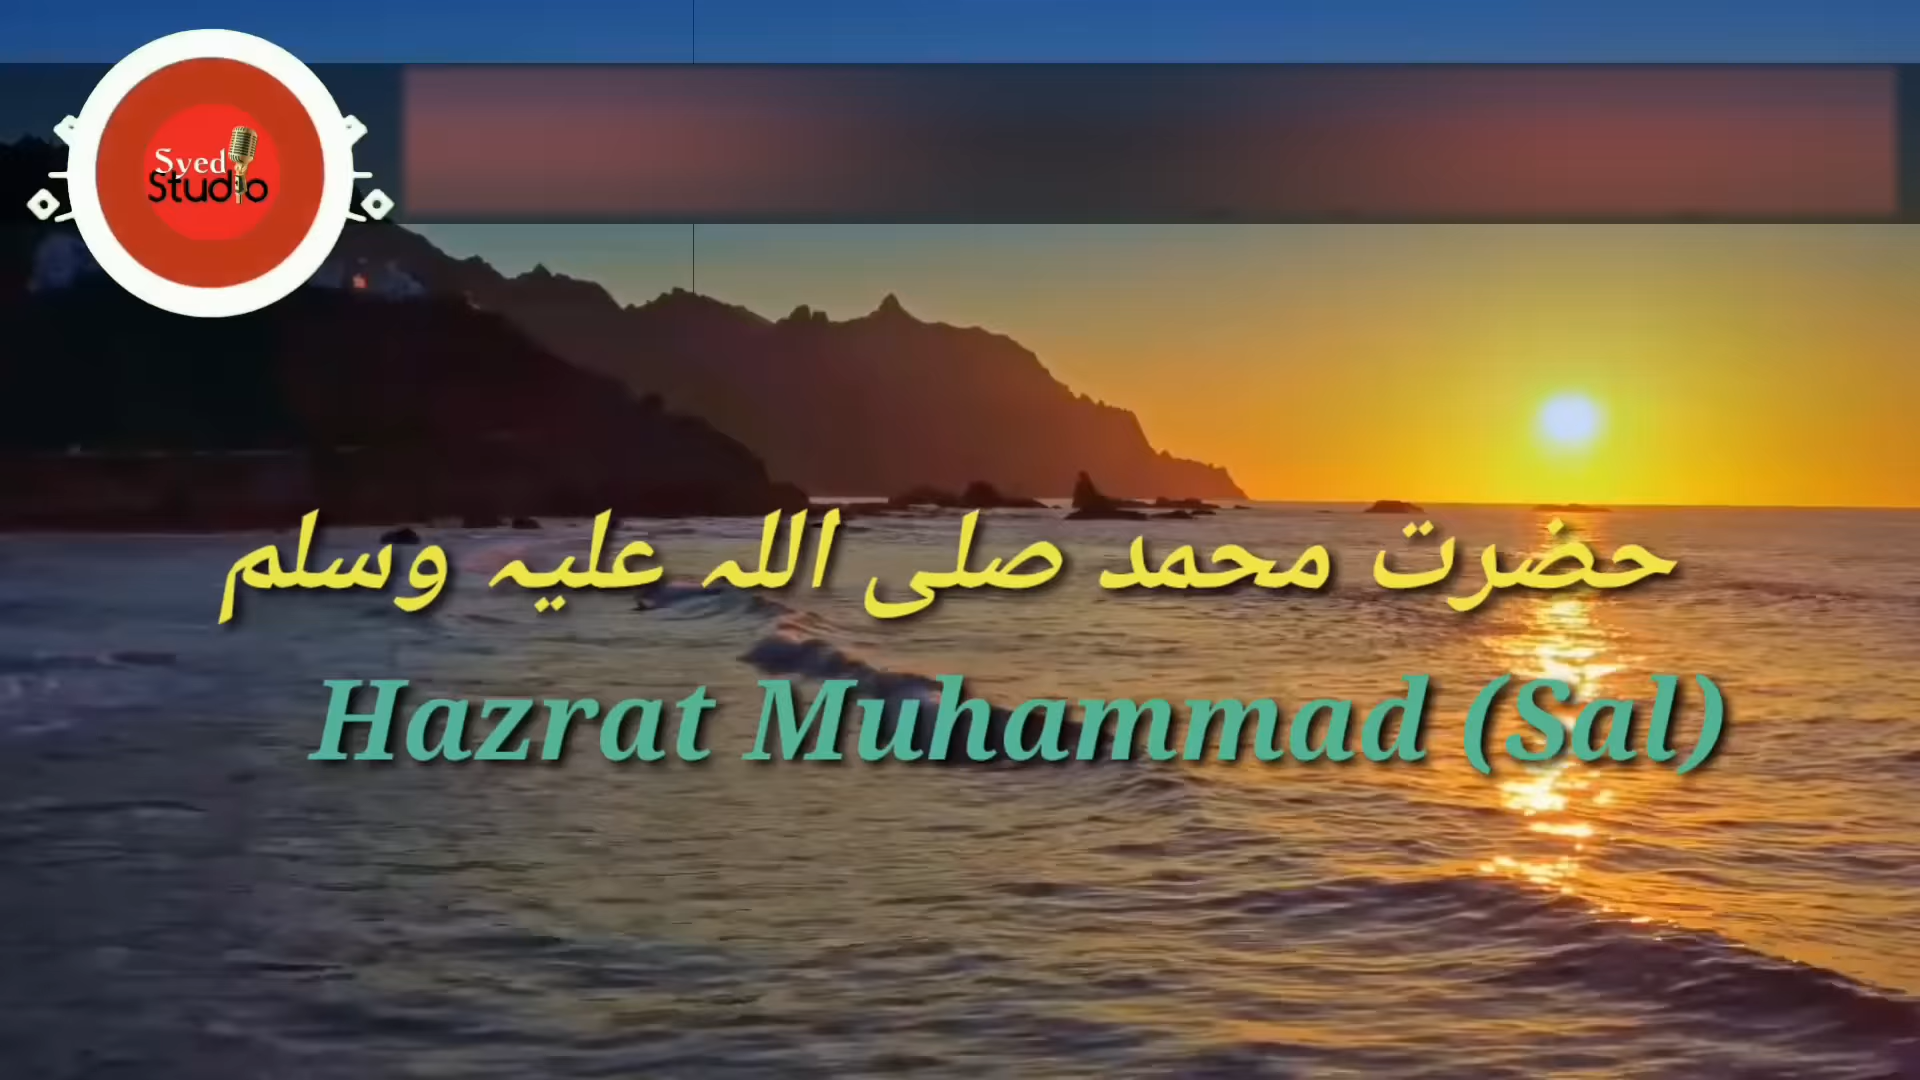 Syed
Studio
حضرت محمد صلی اللہ علیہ وسلم
Hazrat Muhammad (Sal)